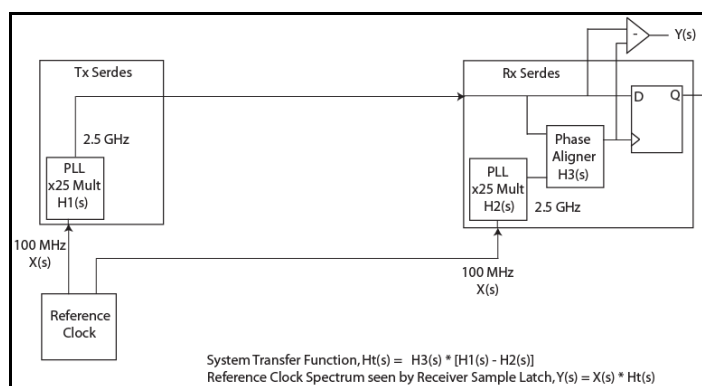 Y(s)
-
Tx Serdes
Rx Serdes
2.5 GHz
D
Q
PLL
x25 Mult
H1(s)
Phase
Aligner
H3(s)
PLL
x25 Mult
H2(s)
2.5 GHz
100 MHz
X(s)
100 MHz
X(s)
Reference
Clock
System Transfer Function, Ht(s) = H3(s) * [H1(s) - H2(s)]
Reference Clock Spectrum seen by Receiver Sample Latch, Y(s) = X(s) * Ht(s)